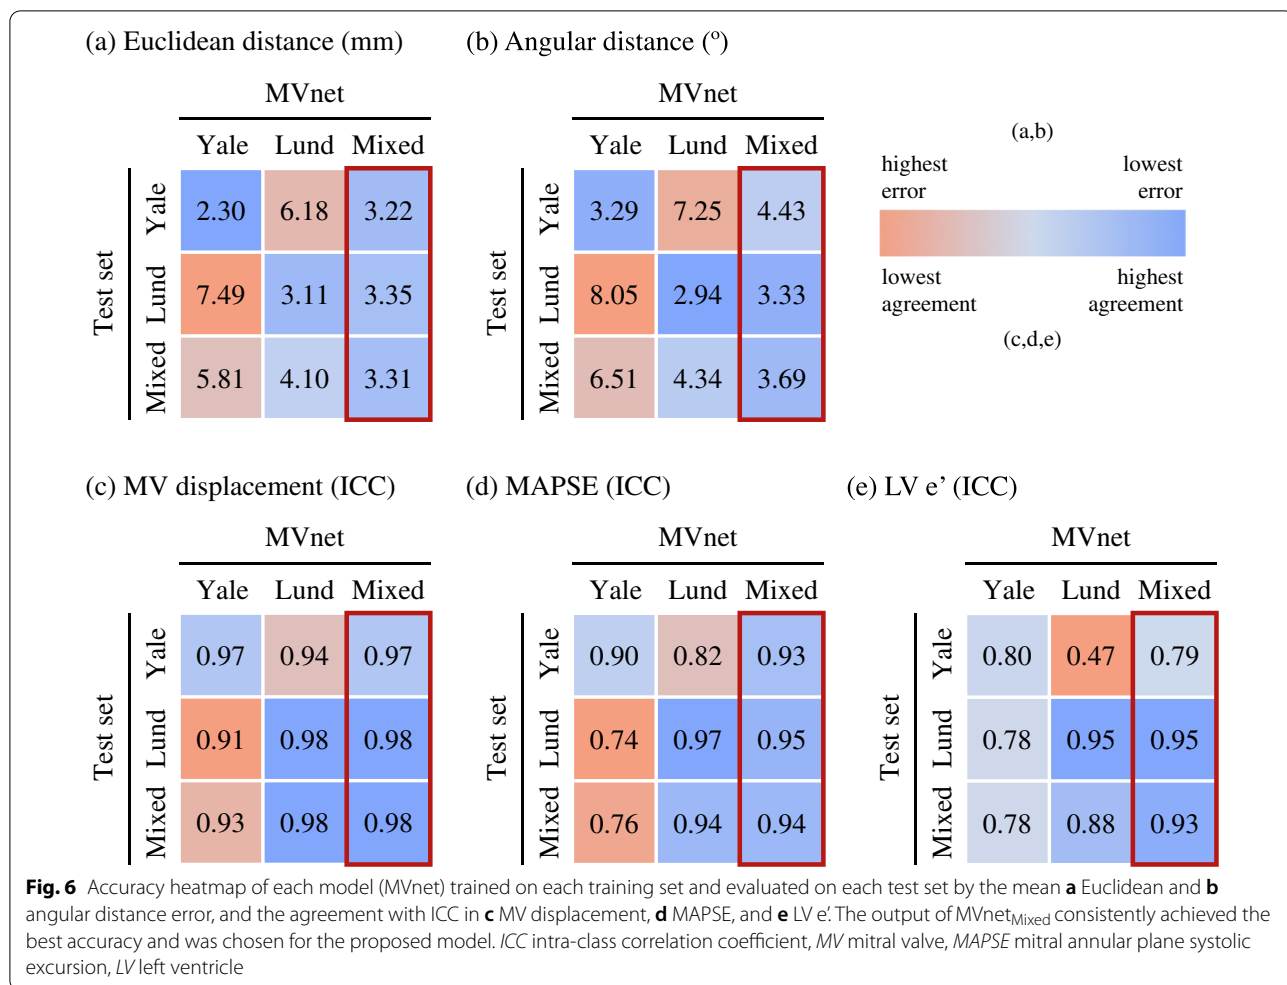 (a) Euclidean distance (mm)
MVnet
Yale Lund Mixed
Test set
Yale 2.30 6.18 3.22
Lund 7.49 3.11 3.35
Mixed 5.81 4.10 3.31
(b) Angular distance (º)
MVnet
Yale Lund Mixed
Test set
Yale 3.29 7.25 4.43
Lund 8.05 2.94 3.33
Mixed 6.51 4.34 3.69
(a,b)
highest lowest
error error
lowest highest
agreement agreement
(c,d,e)
(c) MV displacement (ICC)
MVnet
Yale Lund Mixed
Test set
Yale 0.97 0.94 0.97
Lund 0.91 0.98 0.98
Mixed 0.93 0.98 0.98
(d) MAPSE (ICC)
MVnet
Yale Lund Mixed
Test set
Yale 0.90 0.82 0.93
Lund 0.74 0.97 0.95
Mixed 0.76 0.94 0.94
(e) LV e’ (ICC)
MVnet
Yale Lund Mixed
Test set
Yale 0.80 0.47 0.79
Lund 0.78 0.95 0.95
Mixed 0.78 0.88 0.93
Fig. 6 Accuracy heatmap of each model (MVnet) trained on each training set and evaluated on each test set by the mean a Euclidean and b
angular distance error, and the agreement with ICC in c MV displacement, d MAPSE, and e LV e’. The output of MVnetMixed consistently achieved the
best accuracy and was chosen for the proposed model. ICC intra-class correlation coefficient, MV mitral valve, MAPSE mitral annular plane systolic
excursion, LV left ventricle